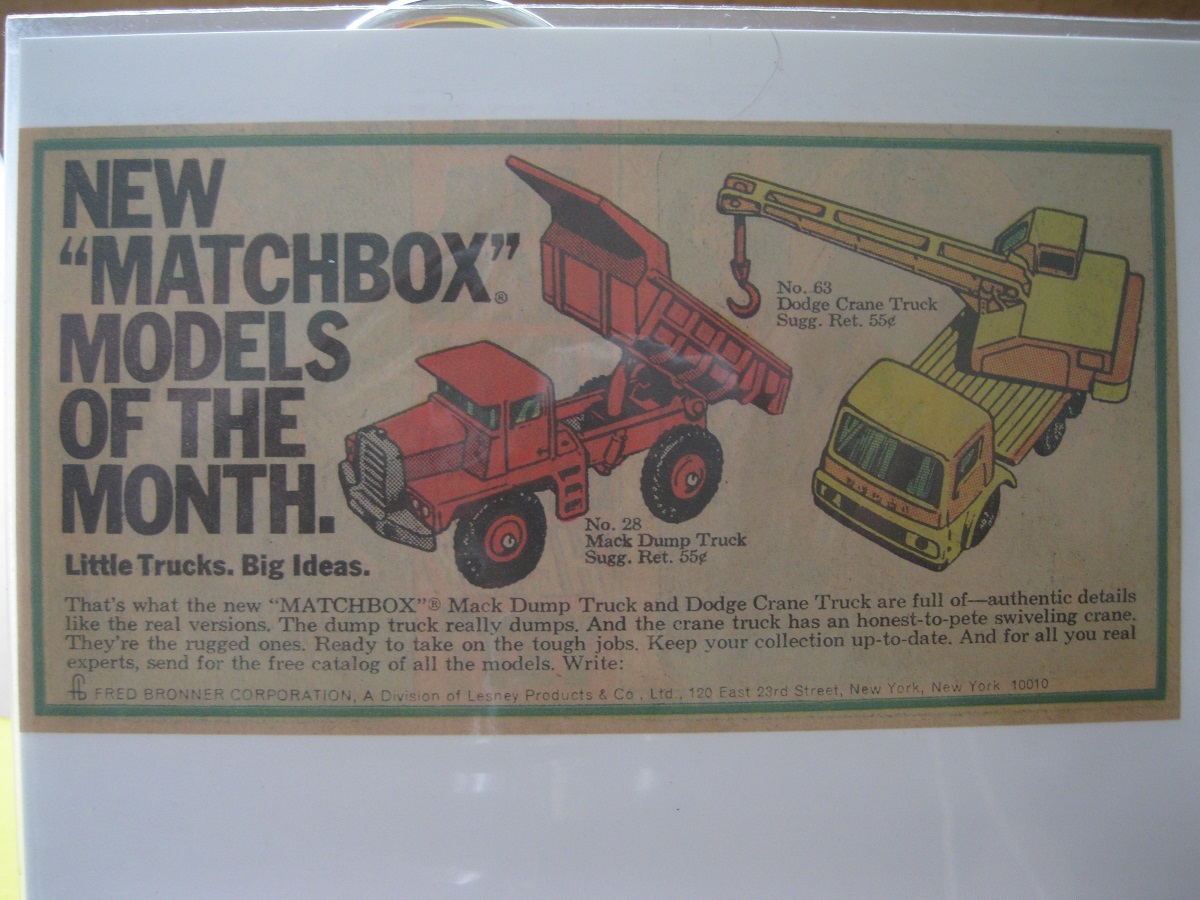 NEW
“MATCHBOX”®
MODELS
OF THE
MONTH.
Little Trucks. Big Ideas.
No. 63
Dodge Crane Truck
Sugg. Ret. 55¢
No. 28
Mack Dump Truck
Sugg. Ret. 55¢
That's what the new “MATCHBOX”® Mack Dump Truck and Dodge Crane Truck are full of—authentic details
like the real versions. The dump truck really dumps. And the crane truck has an honest-to-pete swiveling crane.
They're the rugged ones. Ready to take on the tough jobs. Keep your collection up-to-date. And for all you real
experts, send for the free catalog of all the models. Write:
FRED BRONNER CORPORATION, A Division of Lesney Products & Co., Ltd., 120 East 23rd Street, New York, New York 10010